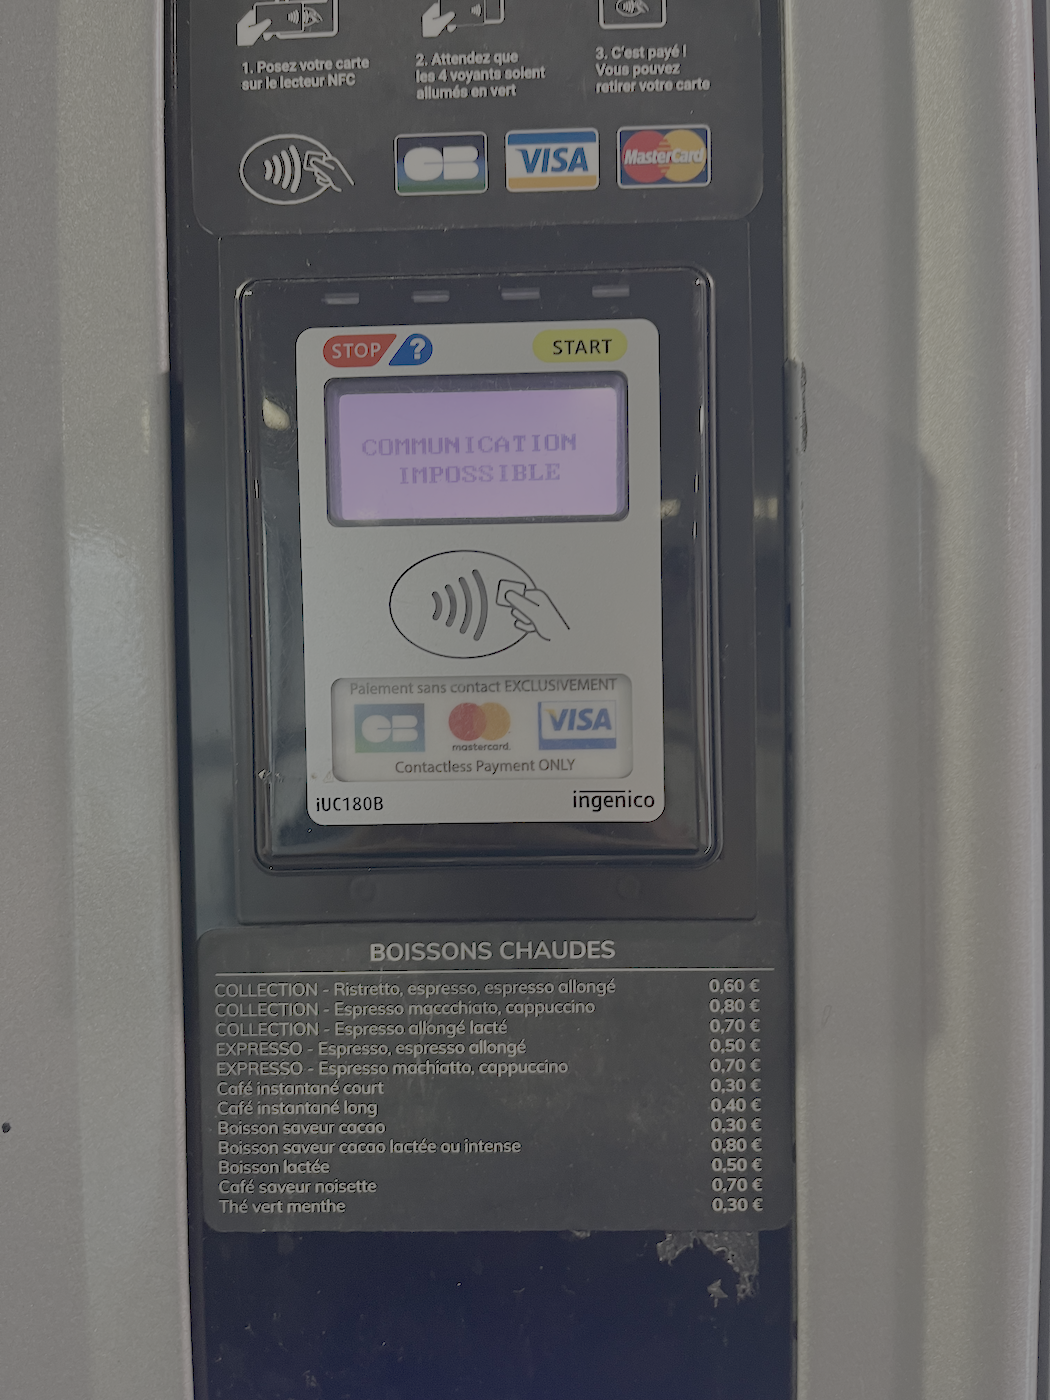 1. Posez votre carte
sur le lecteur NFC
2. Attendez que
les 4 voyants soient
allumés en vert
3. C'est payé !
Vous pouvez
retirer votre carte
CB
VISA
MasterCard
STOP ?
START
COMMUNICATION
IMPOSSIBLE
Paiement sans contact EXCLUSIVEMENT
CB
mastercard.
VISA
Contactless Payment ONLY
iUC180B
ingenico
BOISSONS CHAUDES
COLLECTION - Ristretto, espresso, espresso allongé 0,60 €
COLLECTION - Espresso maccchiato, cappuccino 0,80 €
COLLECTION - Espresso allongé lacté 0,70 €
EXPRESSO - Espresso, espresso allongé 0,50 €
EXPRESSO - Espresso machiatto, cappuccino 0,70 €
Café instantané court 0,30 €
Café instantané long 0,40 €
Boisson saveur cacao 0,30 €
Boisson saveur cacao lactée ou intense 0,80 €
Boisson lactée 0,50 €
Café saveur noisette 0,70 €
Thé vert menthe 0,30 €